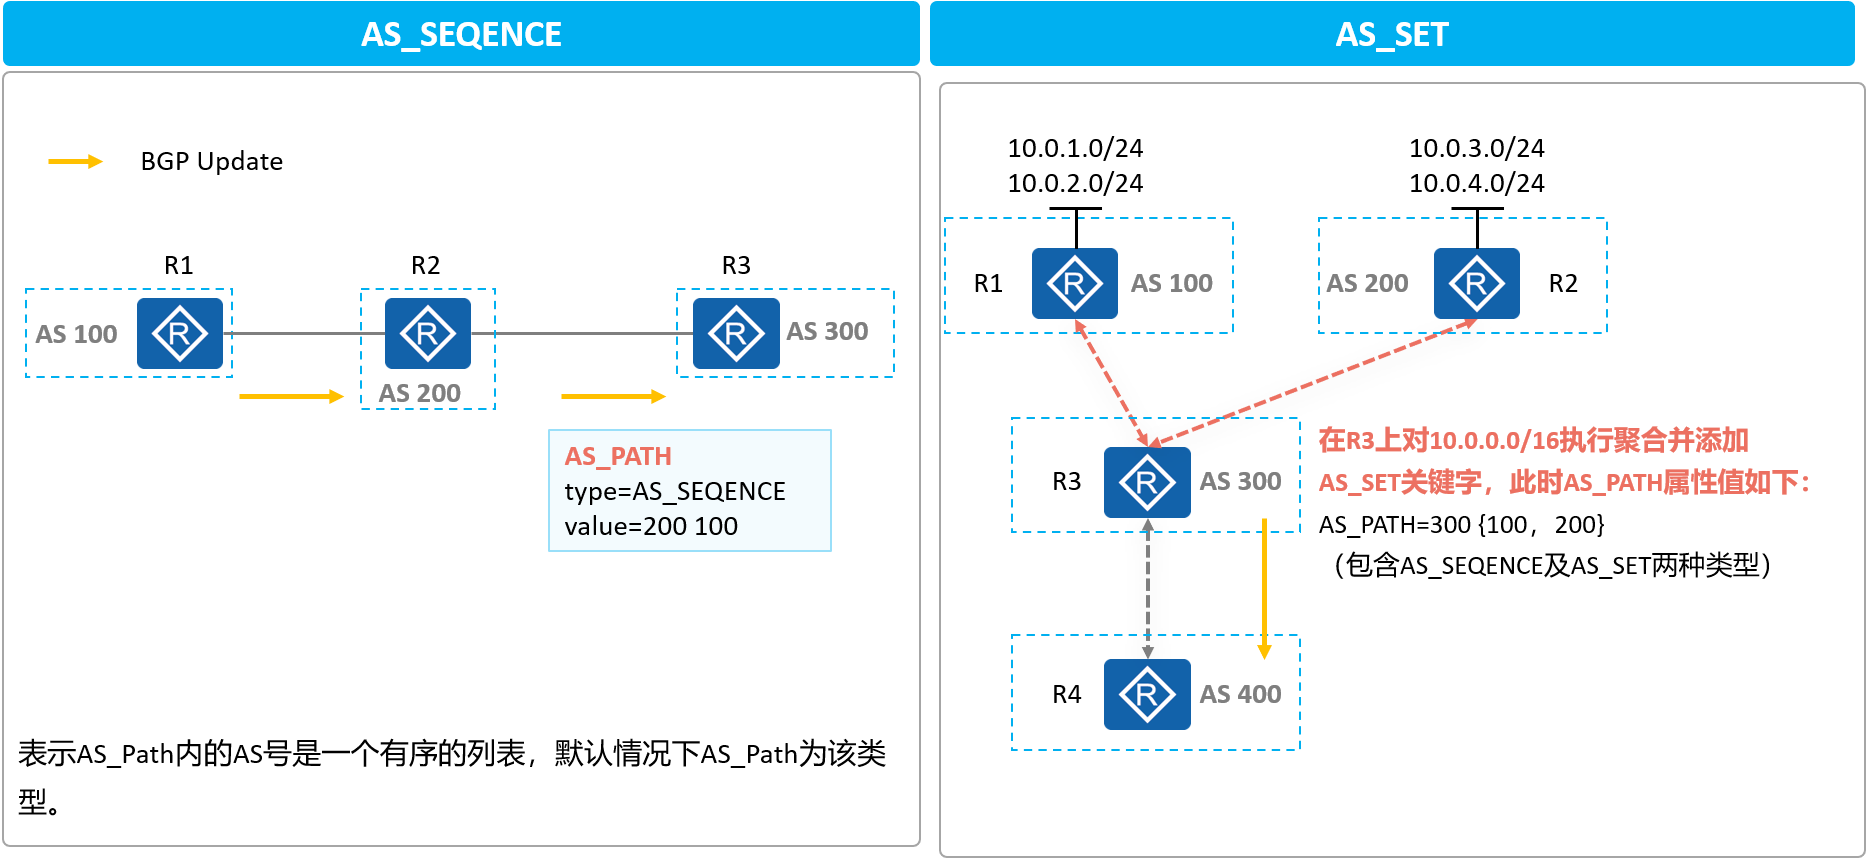 AS_SEQENCE
BGP Update
R1
R2
R3
AS 100
R
R
R
AS 300
AS 200
AS_PATH
type=AS_SEQENCE
value=200 100
表示AS_Path内的AS号是一个有序的列表，默认情况下AS_Path为该类
型。
AS_SET
10.0.1.0/24
10.0.2.0/24
10.0.3.0/24
10.0.4.0/24
R1
R
AS 100
AS 200
R
R2
R3
R
AS 300
在R3上对10.0.0.0/16执行聚合并添加
AS_SET关键字，此时AS_PATH属性值如下：
AS_PATH=300 {100，200}
（包含AS_SEQENCE及AS_SET两种类型）
R4
R
AS 400